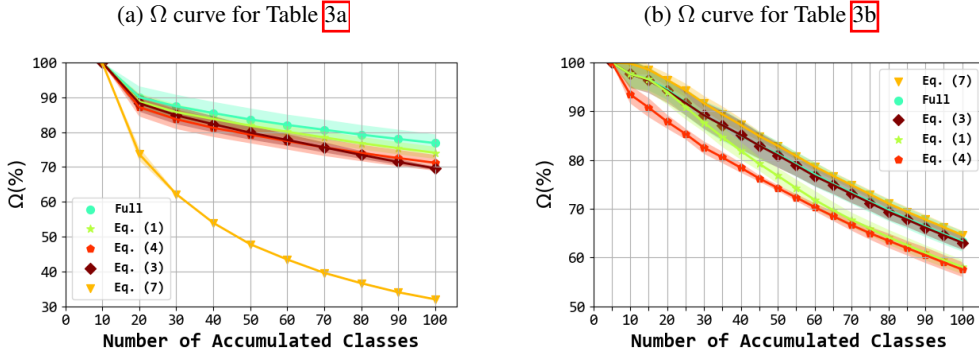 (a) Ω curve for Table 3a
100
90
80
70
60
50
40
30
Ω(%)
Full
Eq. (1)
Eq. (4)
Eq. (3)
Eq. (7)
0 10 20 30 40 50 60 70 80 90 100
Number of Accumulated Classes
(b) Ω curve for Table 3b
100
90
80
70
60
50
Ω(%)
Eq. (7)
Full
Eq. (3)
Eq. (1)
Eq. (4)
0 10 20 30 40 50 60 70 80 90 100
Number of Accumulated Classes